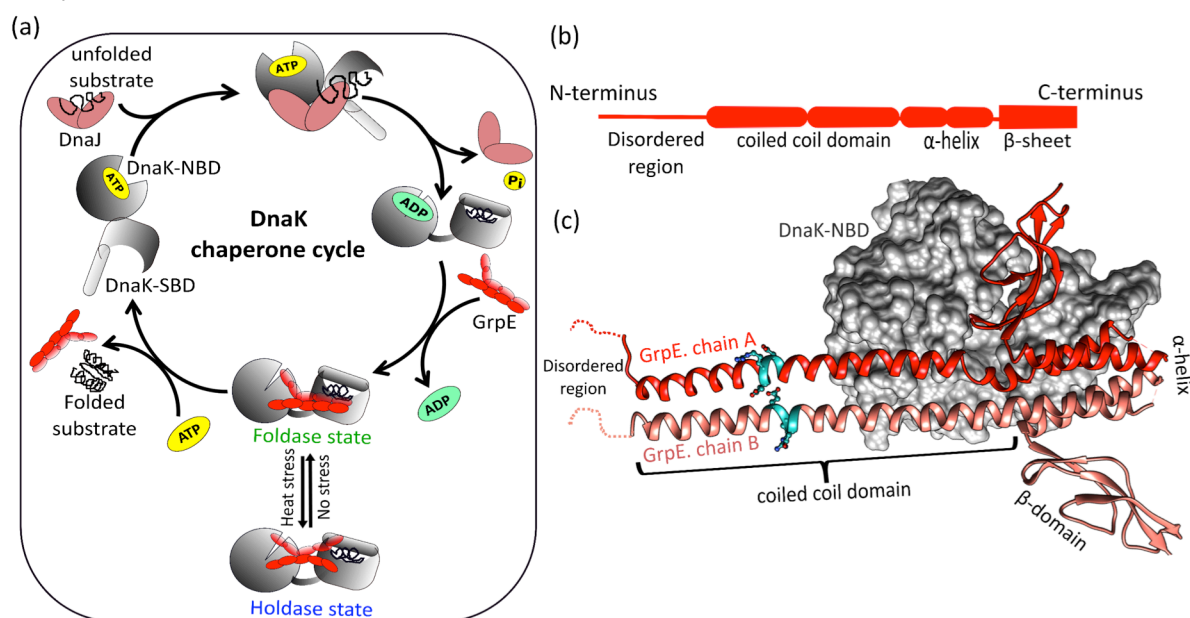 (a)
unfolded
substrate
DnaJ
ATP
DnaK-NBD
ATP
DnaK
chaperone cycle
Pi
ADP
DnaK-SBD
GrpE
Folded
substrate
ATP
ADP
Foldase state
Heat stress
No stress
Holdase state
(b)
N-terminus
C-terminus
Disordered
region
coiled coil domain
α-helix
β-sheet
(c)
DnaK-NBD
GrpE. chain A
Disordered
region
GrpE. chain B
α-helix
coiled coil domain
β-domain